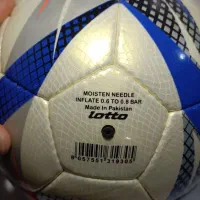 MOISTEN NEEDLE
INFLATE 0.6 TO 0.8 BAR
Made in Pakistan
lotto